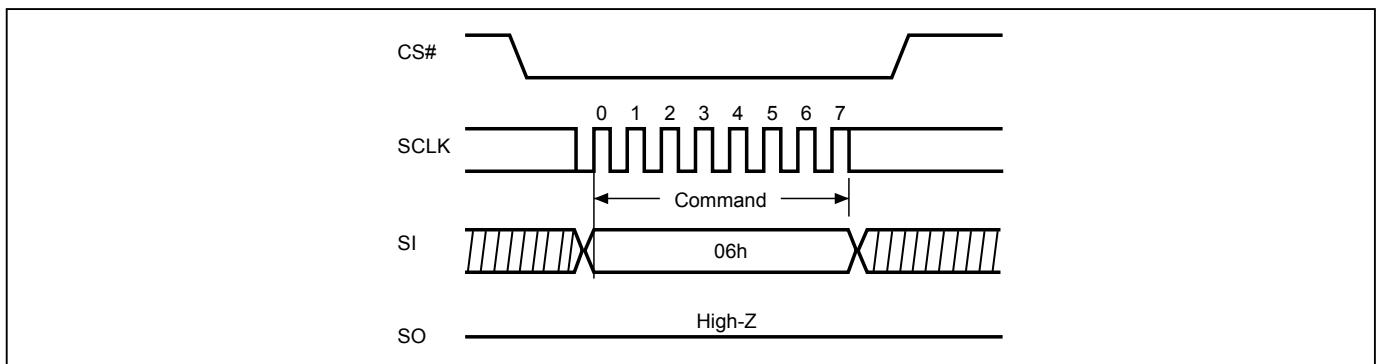 CS#
0 1 2 3 4 5 6 7
SCLK
Command
SI
06h
High-Z
SO